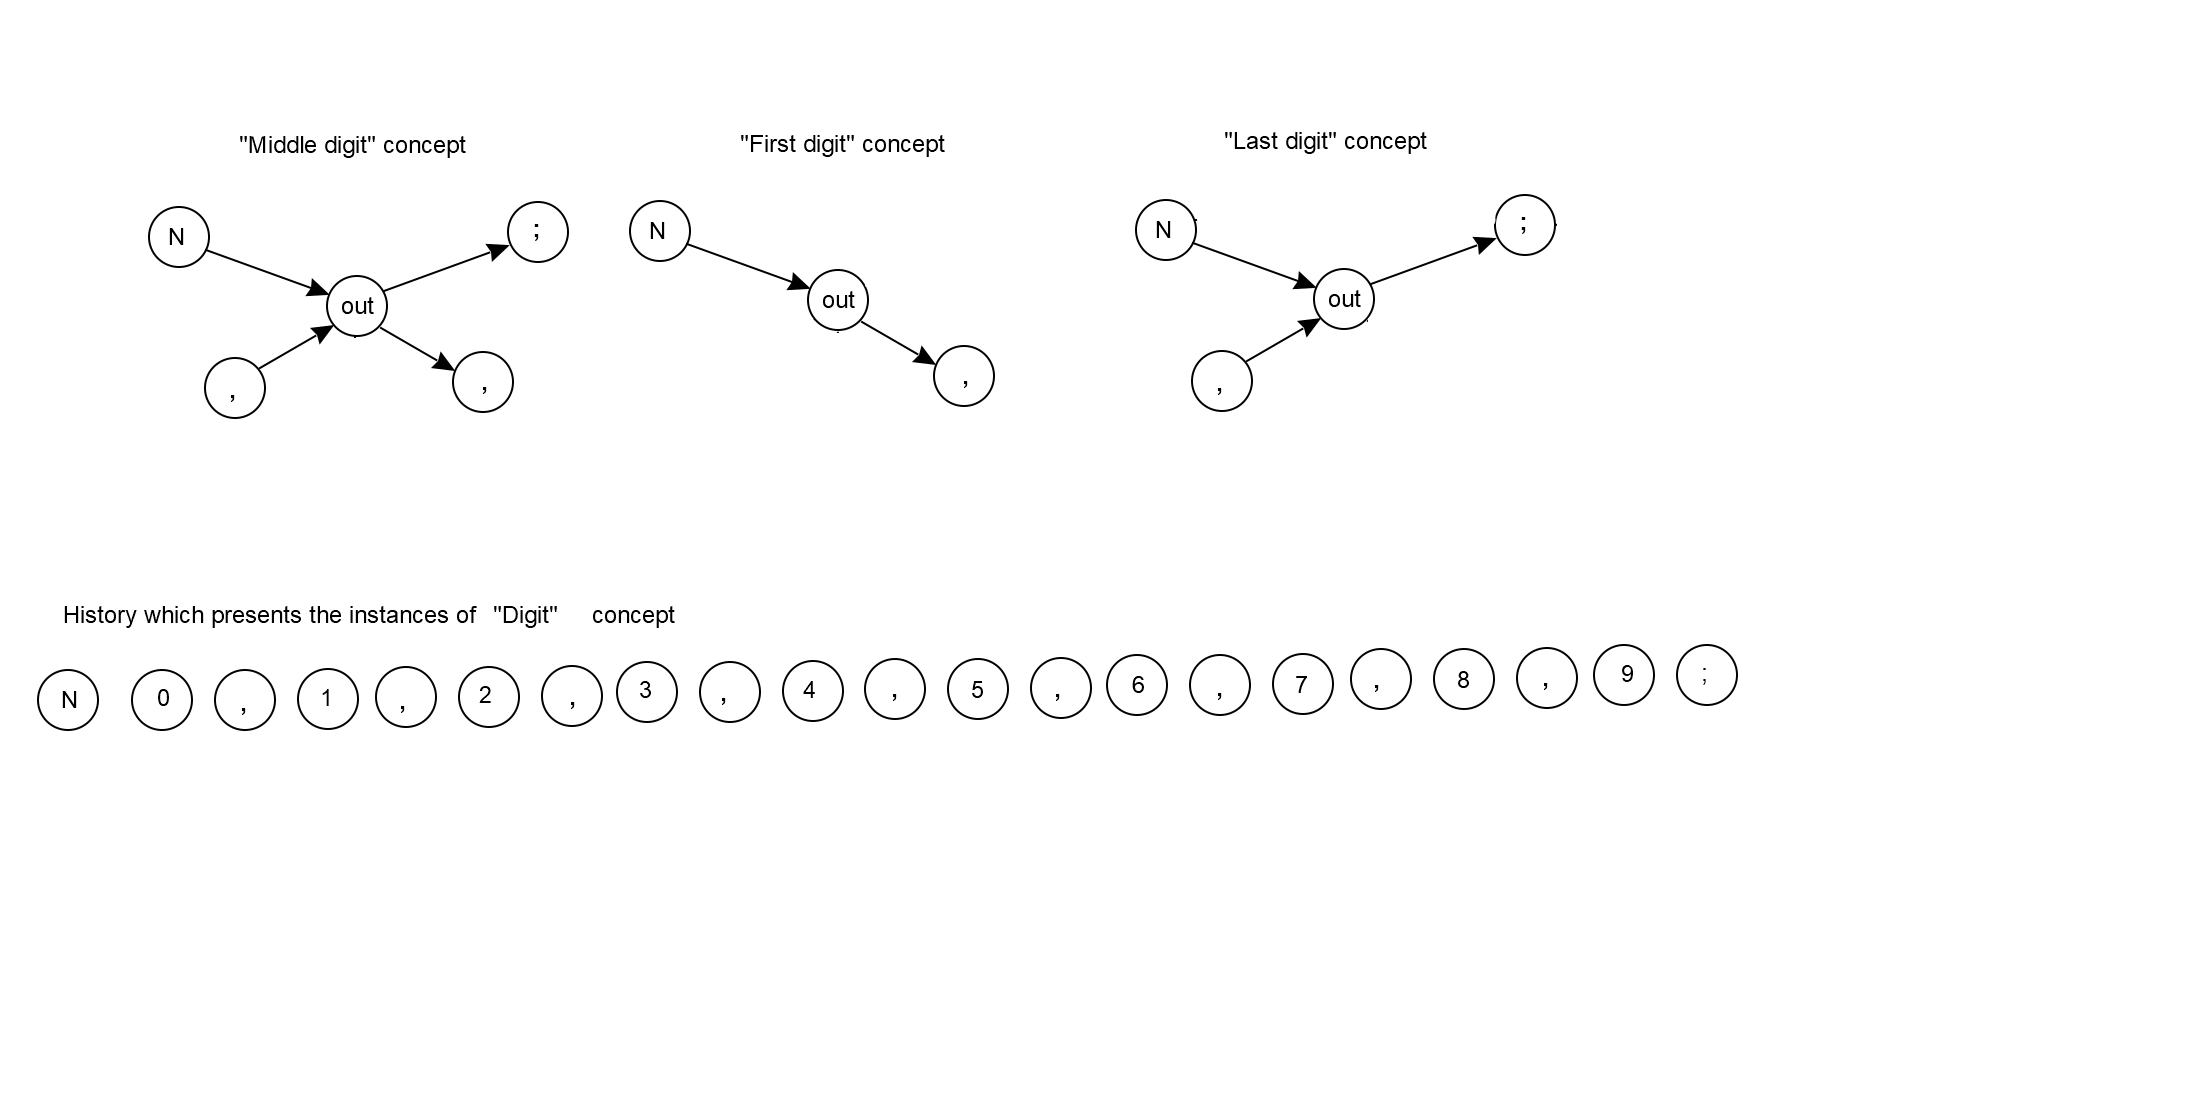 "Middle digit" concept
"First digit" concept
"Last digit" concept
N
;
out
,
,
N
out
,
N
;
out
,
History which presents the instances of "Digit" concept
N 0 , 1 , 2 , 3 , 4 , 5 , 6 , 7 , 8 , 9 ;